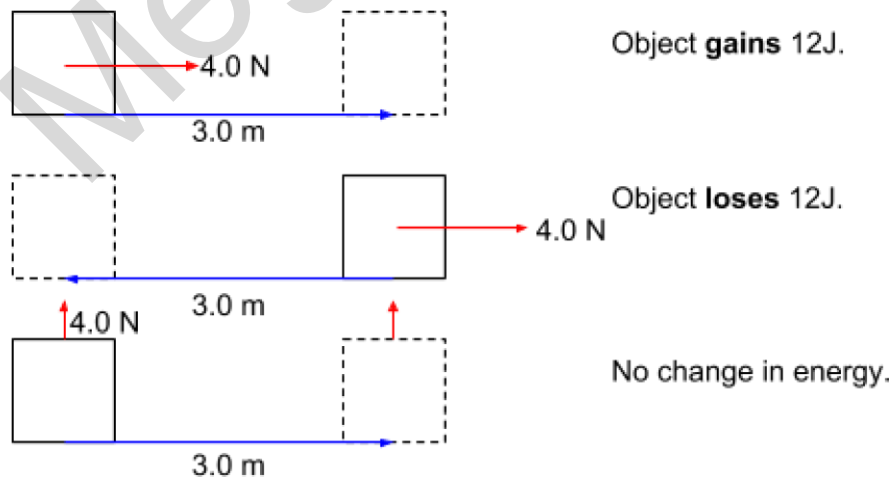 4.0 N
Object gains 12J.
3.0 m
Object loses 12J.
4.0 N
3.0 m
4.0 N
No change in energy.
3.0 m